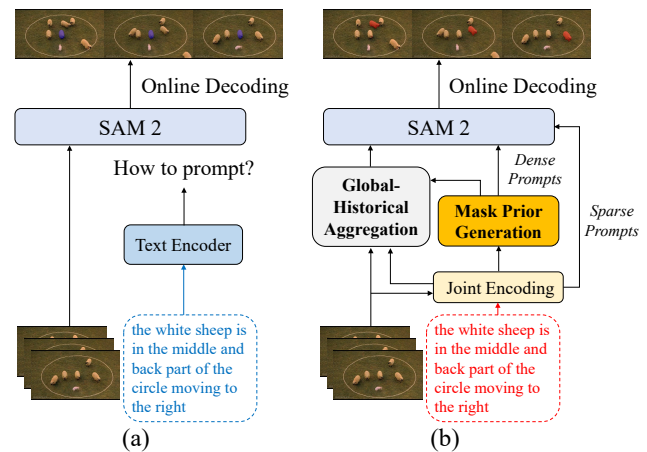 Online Decoding
SAM 2
How to prompt?
Text Encoder
the white sheep is
in the middle and
back part of the
circle moving to
the right
(a)
Online Decoding
SAM 2
Dense
Prompts
Global-
Historical
Aggregation
Mask Prior
Generation
Sparse
Prompts
Joint Encoding
the white sheep is
in the middle and
back part of the
circle moving to
the right
(b)